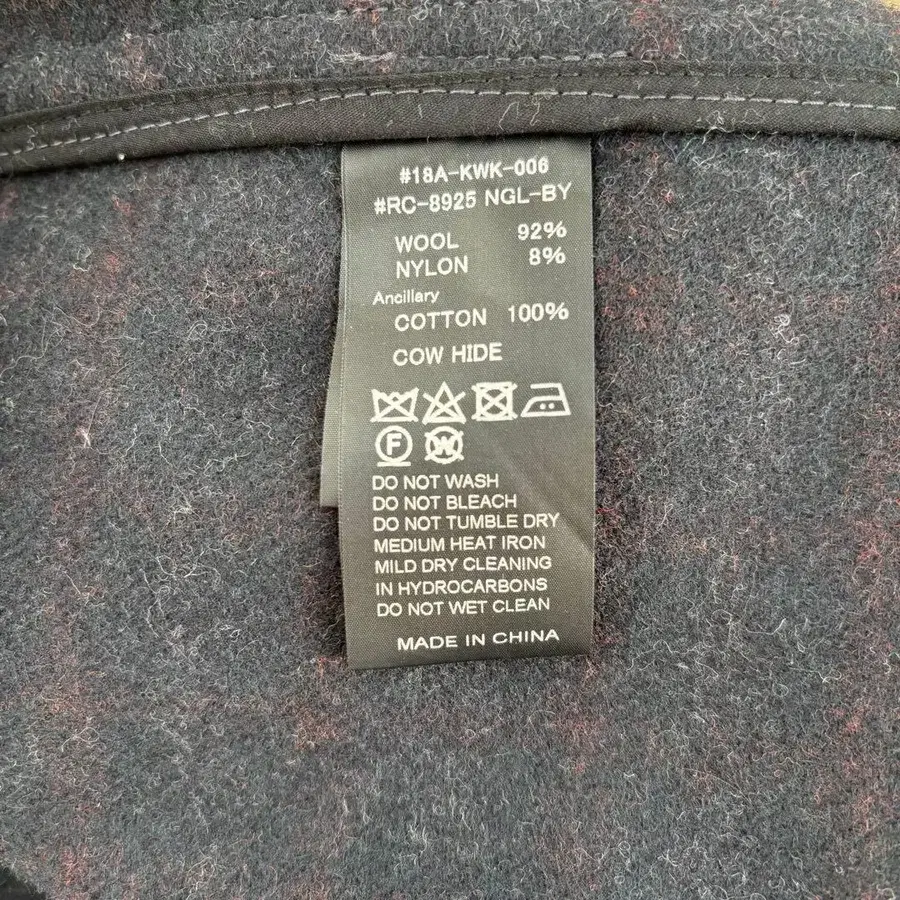 #18A-KWK-006
#RC-8925 NGL-BY
WOOL 92%
NYLON 8%
Ancillary
COTTON 100%
COW HIDE
F W
DO NOT WASH
DO NOT BLEACH
DO NOT TUMBLE DRY
MEDIUM HEAT IRON
MILD DRY CLEANING
IN HYDROCARBONS
DO NOT WET CLEAN
MADE IN CHINA